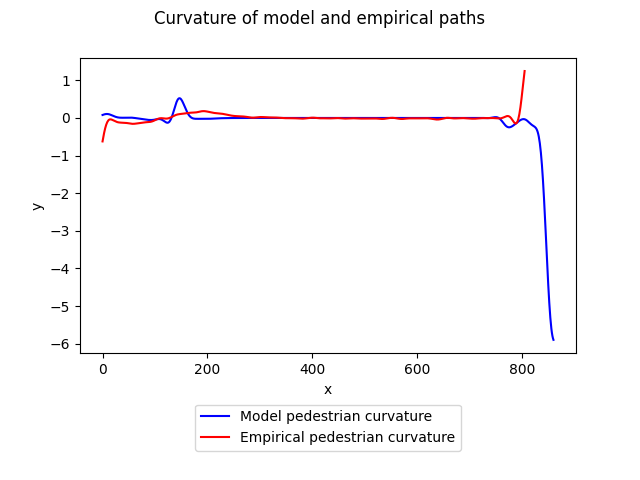 Curvature of model and empirical paths
1
0
−1
−2
−3
−4
−5
−6
y
0 200 400 600 800
x
Model pedestrian curvature
Empirical pedestrian curvature